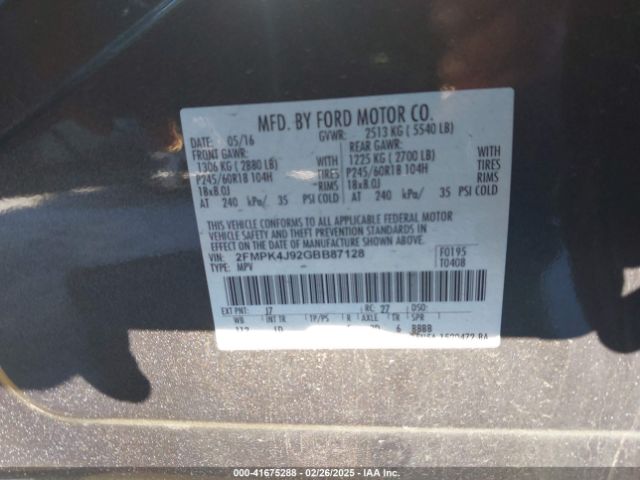 MFD. BY FORD MOTOR CO.
DATE: 05/16 GVWR: 2513 KG ( 5540 LB)
FRONT GAWR: REAR GAWR:
1306 KG ( 2880 LB) WITH 1225 KG ( 2700 LB) WITH
P245/60R18 104H TIRES P245/60R18 104H TIRES
18x8.0J RIMS 18x8.0J RIMS
AT 240 kPa/ 35 PSI COLD AT 240 kPa/ 35 PSI COLD
THIS VEHICLE CONFORMS TO ALL APPLICABLE FEDERAL MOTOR
VEHICLE SAFETY AND THEFT PREVENTION STANDARDS IN
EFFECT ON THE DATE OF MANUFACTURE SHOWN ABOVE.
VIN: 2FMPK4J92GBB87128 F0195
TYPE: MPV T0408
EXT PNT: J7 RC: 27 DSO:
WB INT TR TP/PS R AXLE TR SPR
112 6 BBBB
00-41675288 - 02/26/2025 - IAA Inc.